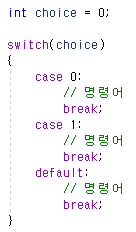 int choice = 0;
switch(choice)
{
case 0:
// 명령어
break;
case 1:
// 명령어
break;
default:
// 명령어
break;
}